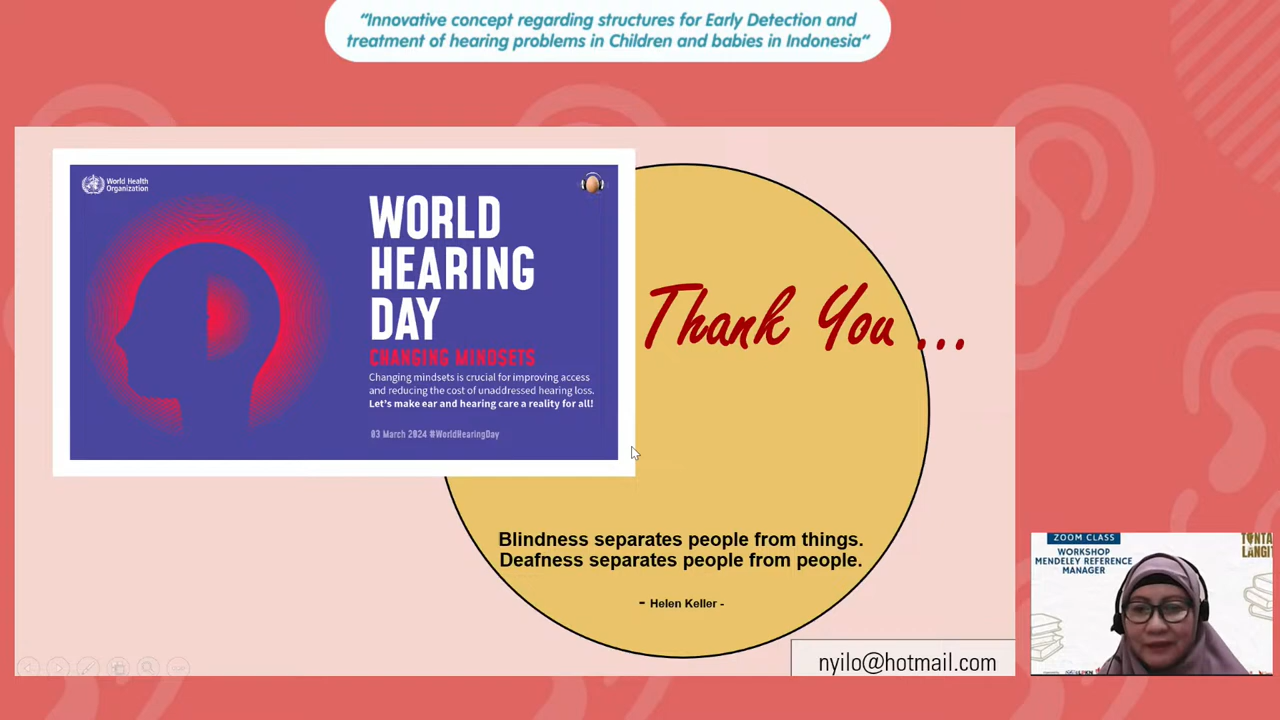 “Innovative concept regarding structures for Early Detection and
treatment of hearing problems in Children and babies in Indonesia“
World Health
Organization
WORLD
HEARING
DAY
CHANGING MINDSETS
Changing mindsets is crucial for improving access
and reducing the cost of unaddressed hearing loss.
Let's make ear and hearing care a reality for all!
03 March 2024 #WorldHearingDay
Thank You ...
Blindness separates people from things.
Deafness separates people from people.
- Helen Keller -
nyilo@hotmail.com
ZOOM CLASS
WORKSHOP
MENDELEY REFERENCE
MANAGER